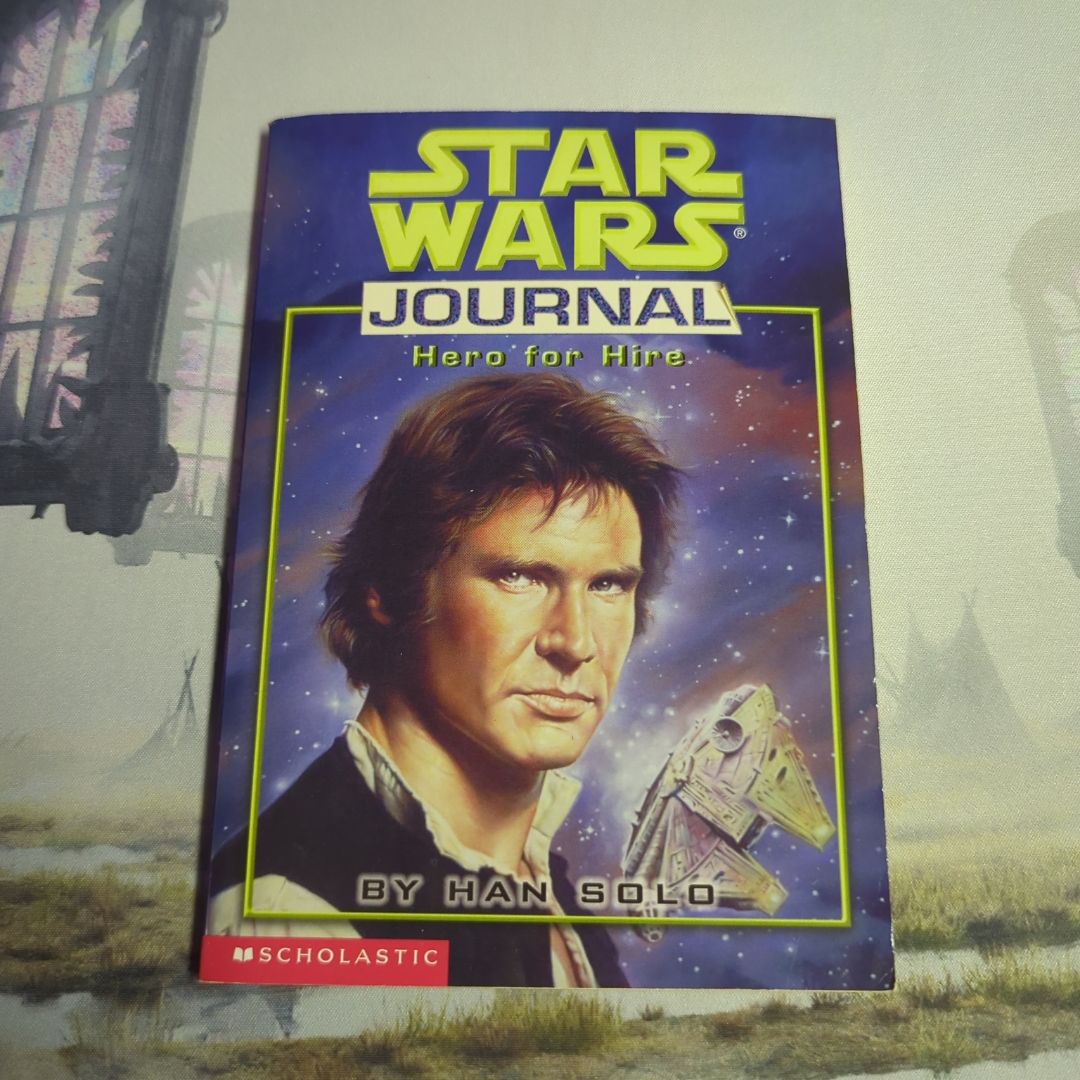 STAR
WARS®
JOURNAL
Hero for Hire
BY HAN SOLO
SCHOLASTIC